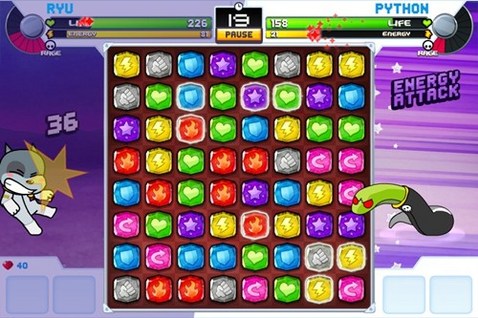 RYU
PYTHON
13
LIFE 226
158 LIFE
ENERGY
ENERGY
PAUSE
RAGE
RAGE
ENERGY
ATTACK
36
40